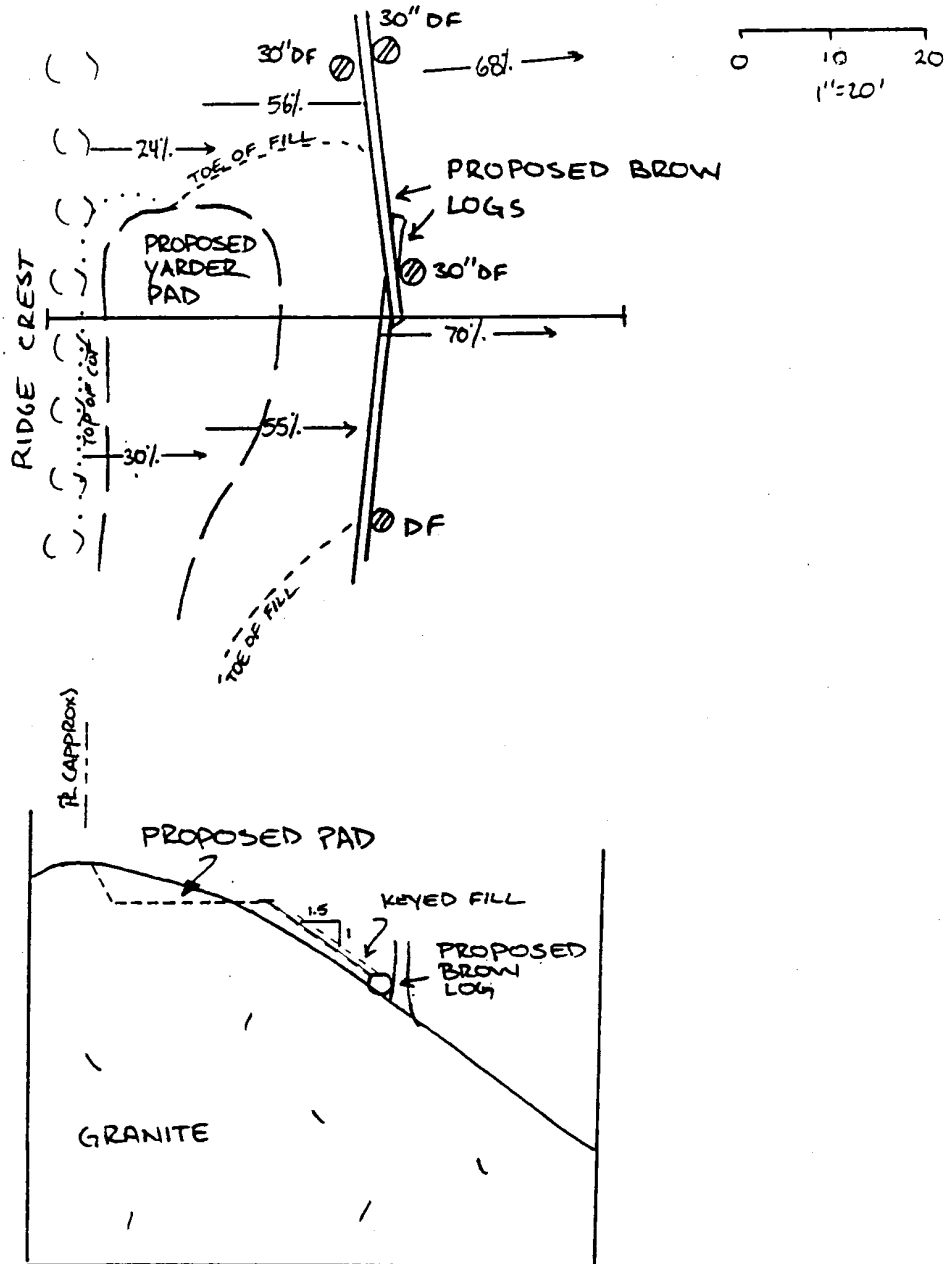 30" DF
30" DF
68%
0 10 20
1"=20'
56%
24%
TOE OF FILL
PROPOSED BROW
LOGS
PROPOSED
YARDER
PAD
30" DF
RIDGE CREST
70%
TOP OF CUT
55%
30%
DF
TOE OF FILL
PL (APPROX)
PROPOSED PAD
1.5
1
KEYED FILL
PROPOSED
BROW
LOG
GRANITE